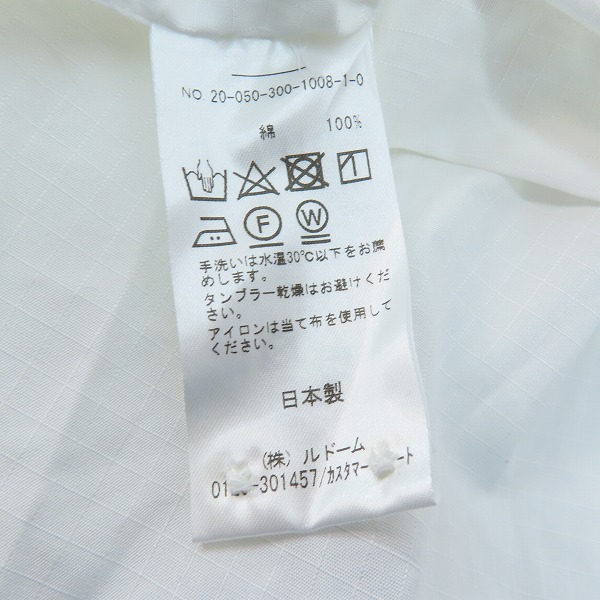 NO. 20-050-300-1008-1-0
綿 100%
F W
手洗いは水温30℃以下をお薦
めします。
タンブラー乾燥はお避けくだ
さい。
アイロンは当て布を使用して
ください。
日本製
(株) ルドーム
301457/カスタマー